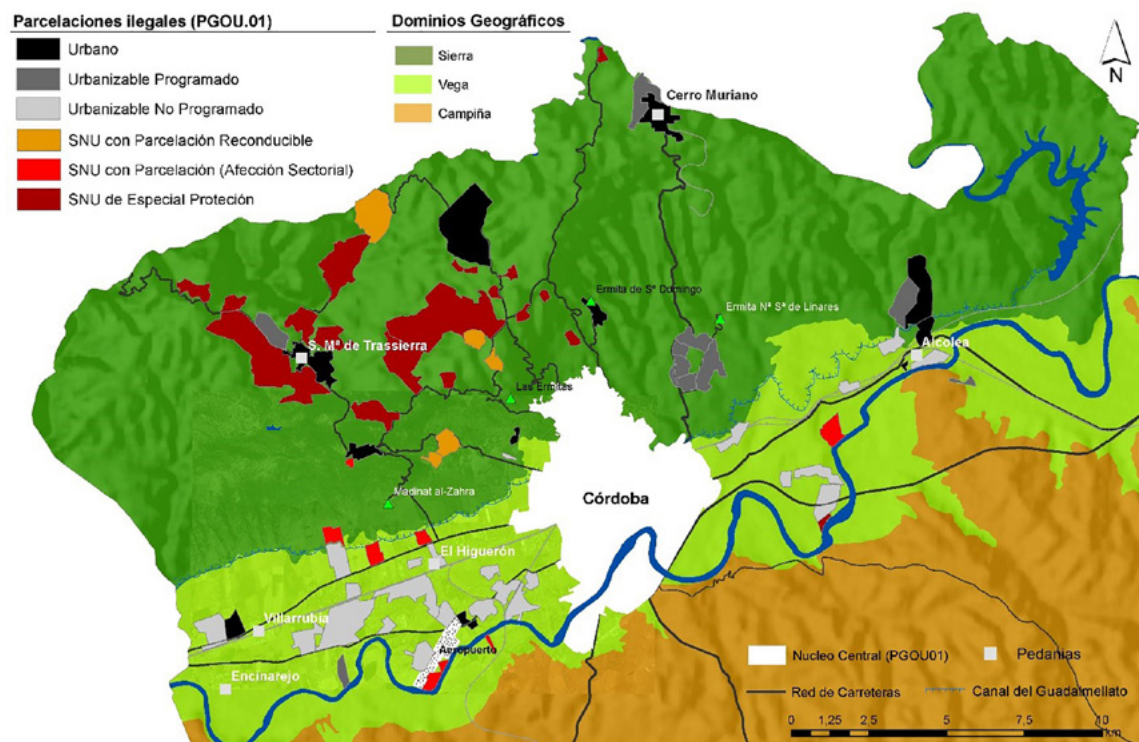 Parcelaciones ilegales (PGOU.01)
Urbano
Urbanizable Programado
Urbanizable No Programado
SNU con Parcelación Reconducible
SNU con Parcelación (Afección Sectorial)
SNU de Especial Proteción
Dominios Geográficos
Sierra
Vega
Campiña
N
Cerro Muriano
Ermita de Sº Domingo
Ermita Nª Sª de Linares
S. Mª de Trassierra
Alcolea
Las Ermitas
Córdoba
Madinat al-Zahra
El Higuerón
Villarrubia
Aeropuerto
Encinarejo
Nucleo Central (PGOU01)
Pedanias
Red de Carreteras
Canal del Guadalmellato
0 1,25 2,5 5 7,5 10
km